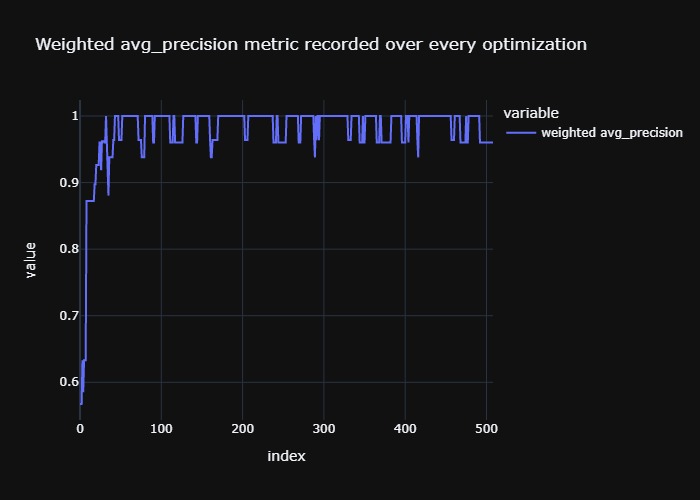 Weighted avg_precision metric recorded over every optimization
variable
weighted avg_precision
value
1
0.9
0.8
0.7
0.6
0 100 200 300 400 500
index